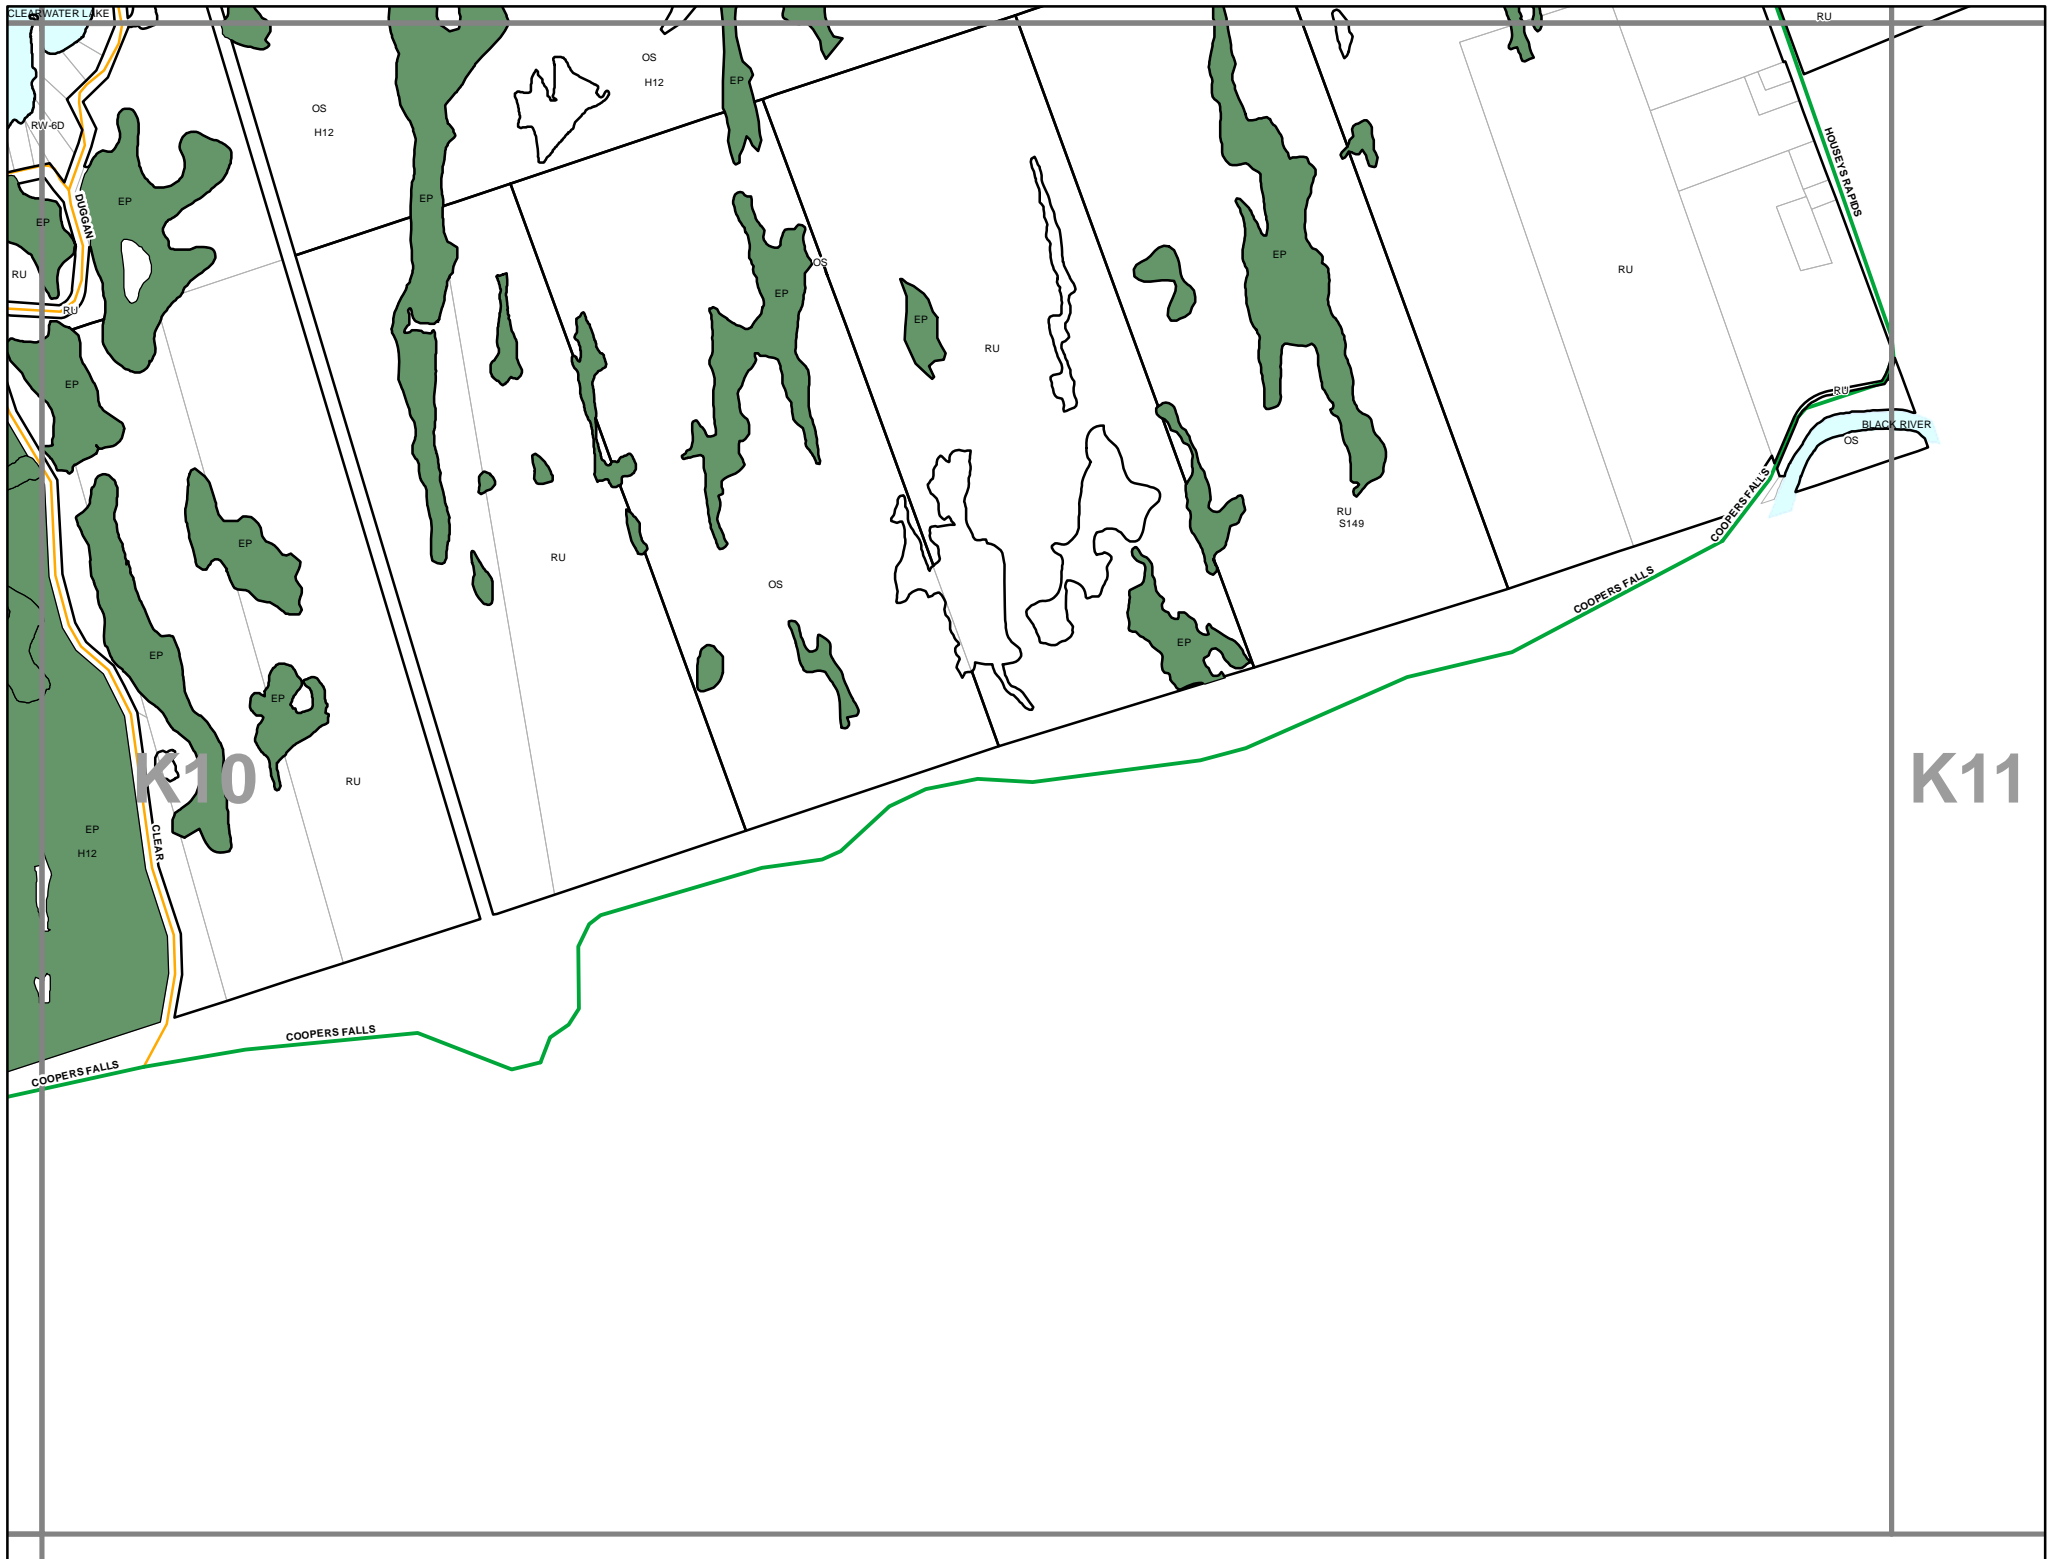 CLEARWATER LAKE
RU
OS
H12
EP
OS
H12
RW-6D
HOUSEYS RAPIDS
EP
EP
DUGGAN
EP
EP
OS
RU
RU
EP
EP
RU
EP
RU
EP
RU
BLACK RIVER
OS
COOPERS FALLS
RU
S149
EP
RU
OS
COOPERS FALLS
EP
EP
EP
K10
K11
RU
EP
H12
CLEAR
COOPERS FALLS
COOPERS FALLS